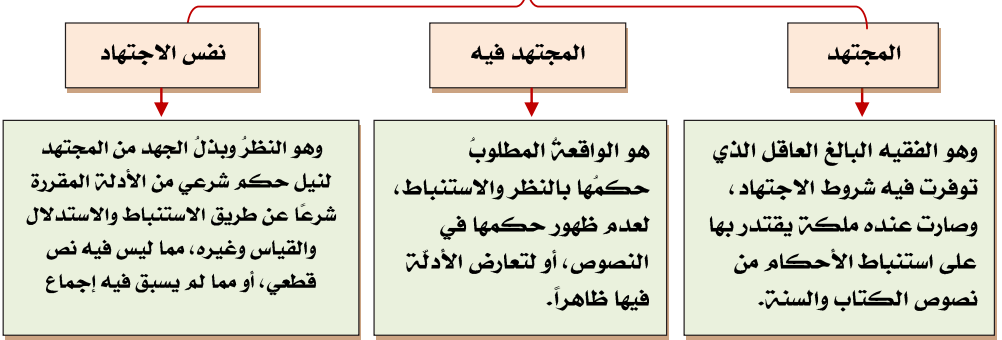 المجتهد
وهو الفقيه البالغ العاقل الذي
توفرت فيه شروط الاجتهاد،
وصارت عنده ملكة يقتدر بها
على استنباط الأحكام من
نصوص الكتاب والسنة.
المجتهد فيه
هو الواقعةُ المطلوبُ
حكمُها بالنظر والاستنباط،
لعدم ظهور حكمها في
النصوص، أو لتعارض الأدلّة
فيها ظاهراً.
نفس الاجتهاد
وهو النظرُ وبذلُ الجهد من المجتهد
لنيل حكم شرعي من الأدلة المقررة
شرعًا عن طريق الاستنباط والاستدلال
والقياس وغيره، مما ليس فيه نص
قطعي، أو مما لم يسبق فيه إجماع